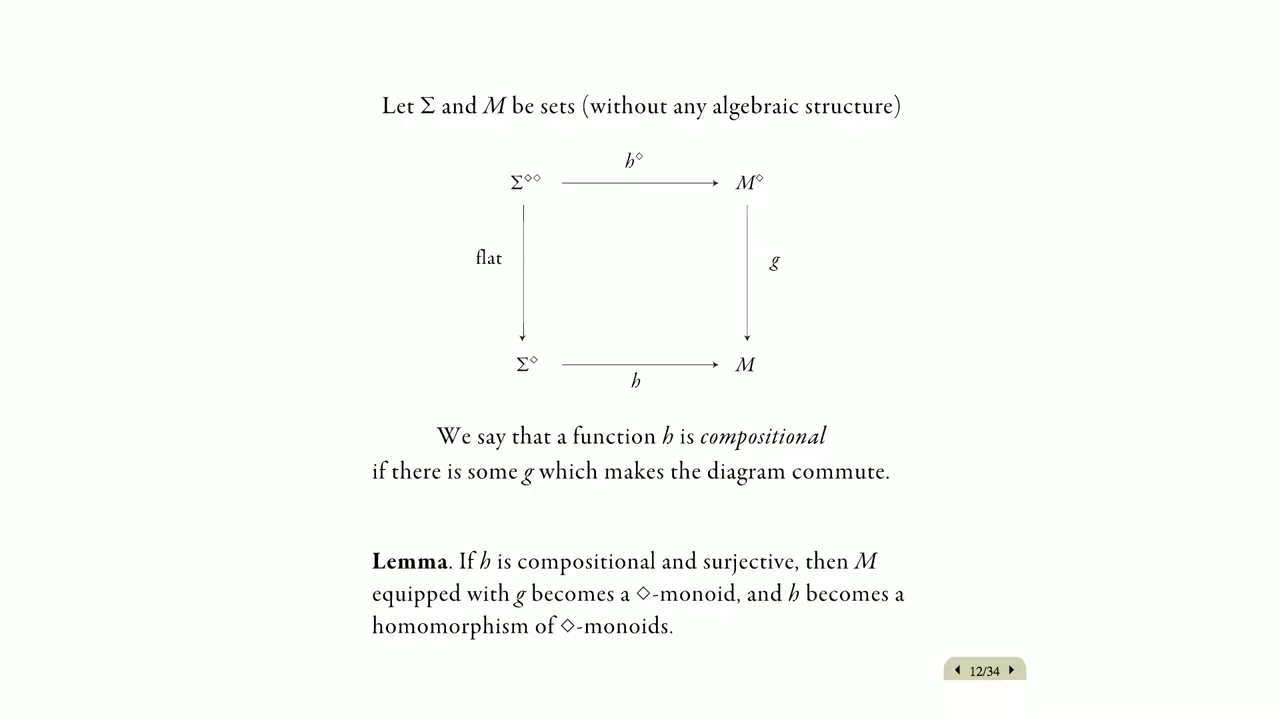 Let Σ and M be sets (without any algebraic structure)
h◇
Σ◇◇ M◇
flat g
Σ◇ M
h
We say that a function h is compositional
if there is some g which makes the diagram commute.
Lemma. If h is compositional and surjective, then M
equipped with g becomes a ◇-monoid, and h becomes a
homomorphism of ◇-monoids.
12/34